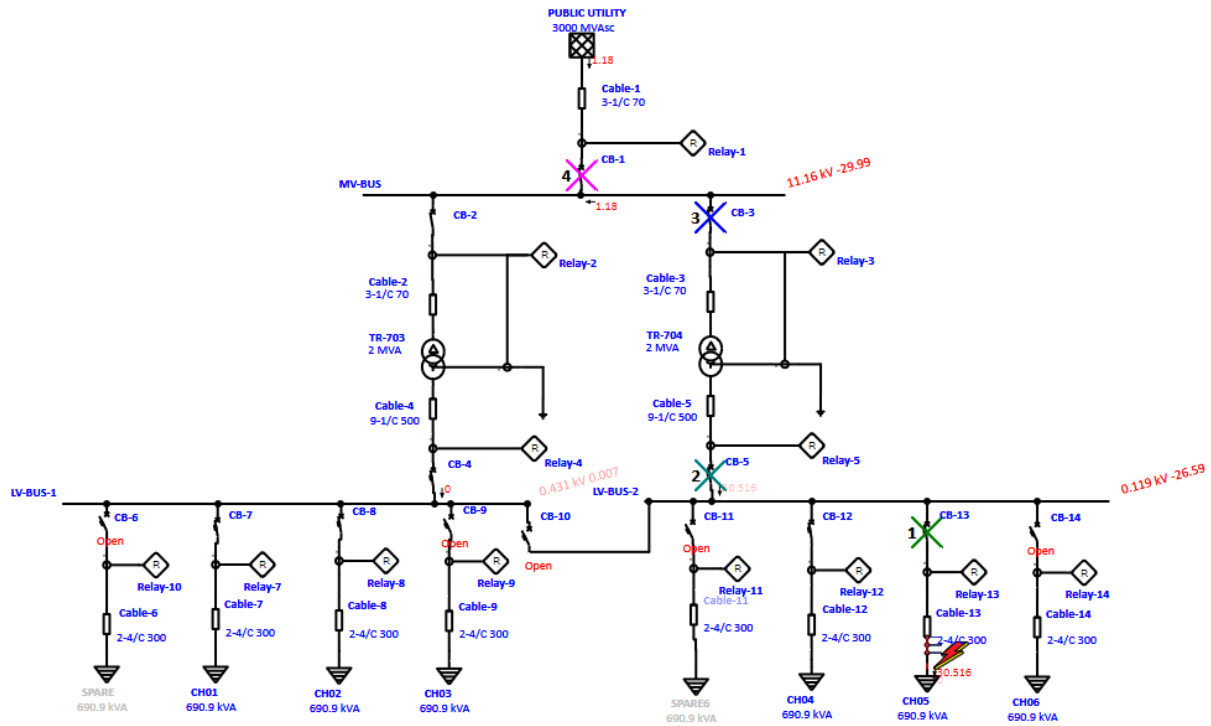 PUBLIC UTILITY
3000 MVAsc
1.18
Cable-1
3-1/C 70
R
Relay-1
CB-1
4
11.16 kV -29.99
MV-BUS
1.18
CB-2
3
CB-3
R
Relay-2
R
Relay-3
Cable-2
3-1/C 70
Cable-3
3-1/C 70
TR-703
2 MVA
TR-704
2 MVA
Cable-4
9-1/C 500
Cable-5
9-1/C 500
R
Relay-4
R
Relay-5
CB-4
2
CB-5
0
0.431 kV 0.007
0.516
0.119 kV -26.59
LV-BUS-1
LV-BUS-2
CB-6
CB-7
CB-8
CB-9
CB-10
CB-11
CB-12
CB-13
CB-14
1
Open
Open
Open
Open
Open
R
Relay-10
R
Relay-7
R
Relay-8
R
Relay-9
R
Relay-11
R
Relay-12
R
Relay-13
R
Relay-14
Cable-6
2-4/C 300
Cable-7
2-4/C 300
Cable-8
2-4/C 300
Cable-9
2-4/C 300
Cable-11
2-4/C 300
Cable-12
2-4/C 300
Cable-13
2-4/C 300
Cable-14
2-4/C 300
30.516
SPARE
690.9 kVA
CH01
690.9 kVA
CH02
690.9 kVA
CH03
690.9 kVA
SPARE6
690.9 kVA
CH04
690.9 kVA
CH05
690.9 kVA
CH06
690.9 kVA